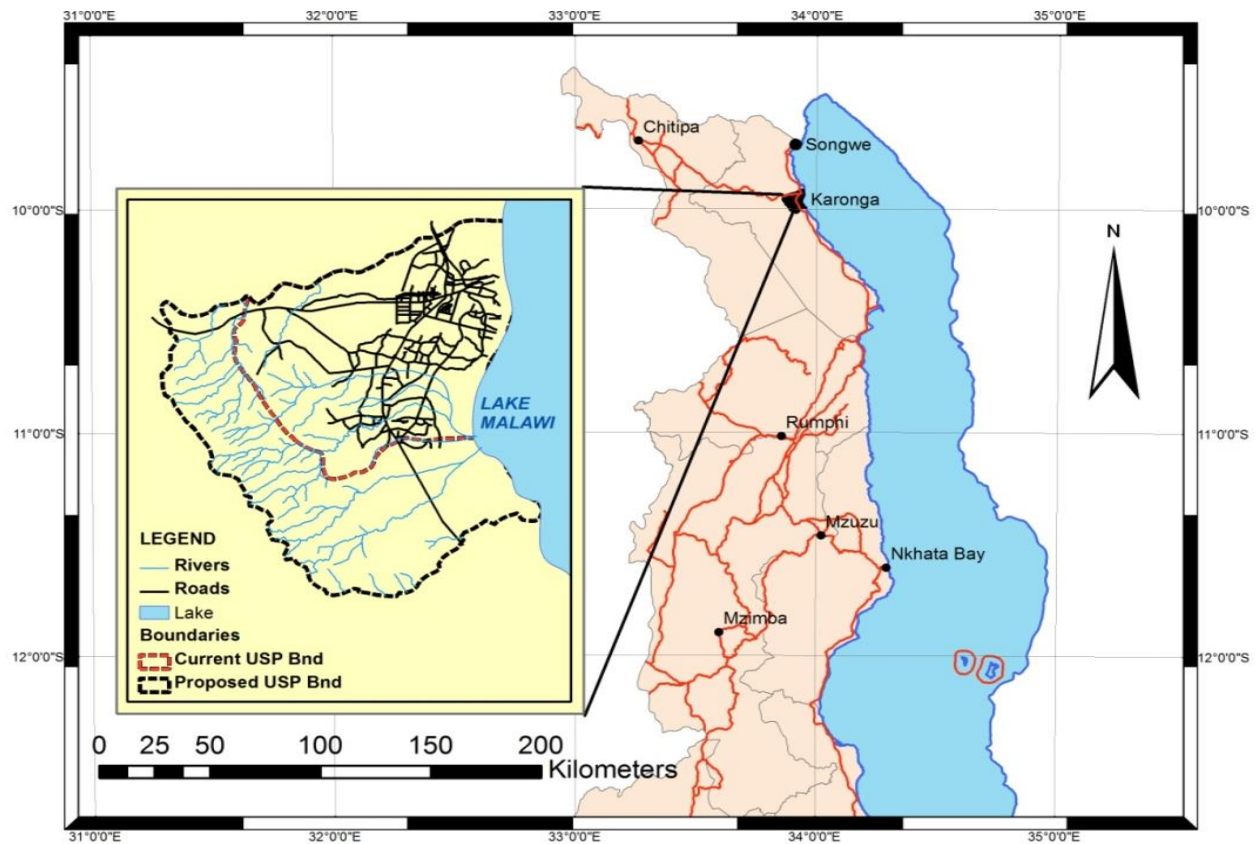 31°0'0"E
32°0'0"E
33°0'0"E
34°0'0"E
35°0'0"E
Chitipa
Songwe
Karonga
10°0'0"S
10°0'0"S
N
LAKE
MALAWI
11°0'0"S
11°0'0"S
Rumphi
Mzuzu
Nkhata Bay
Mzimba
LEGEND
Rivers
Roads
Lake
Boundaries
Current USP Bnd
Proposed USP Bnd
12°0'0"S
12°0'0"S
0 25 50 100 150 200
Kilometers
31°0'0"E
32°0'0"E
33°0'0"E
34°0'0"E
35°0'0"E